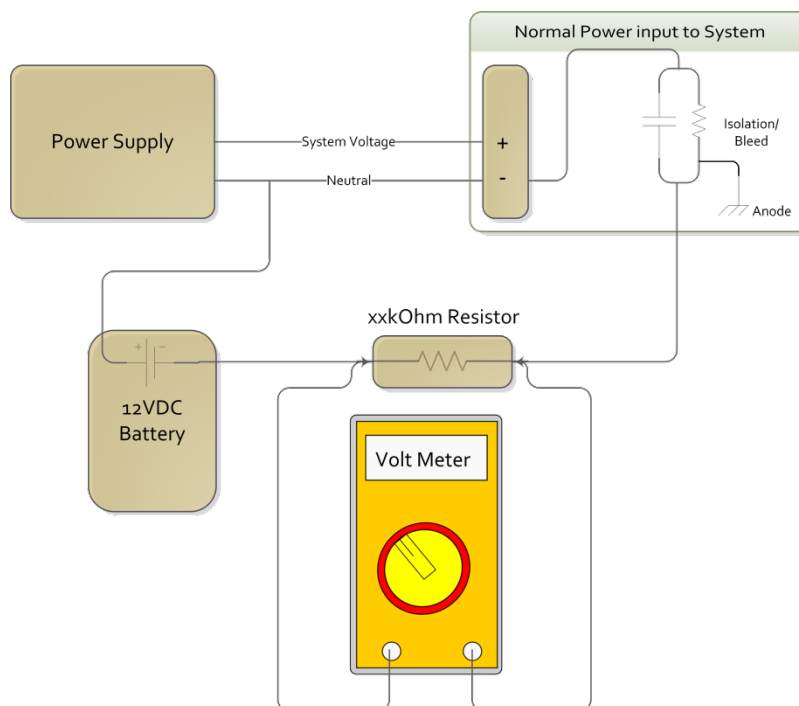 Normal Power input to System
Power Supply
System Voltage
+
Isolation/
Bleed
Neutral
-
Anode
xxkOhm Resistor
+ -
12VDC
Battery
Volt Meter